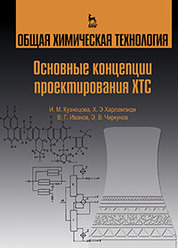 ОБЩАЯ ХИМИЧЕСКАЯ ТЕХНОЛОГИЯ
Основные концепции
проектирования ХТС
И. М. Кузнецова, Х. Э Харлампиди
В. Г. Иванов, Э. В. Чиркунов